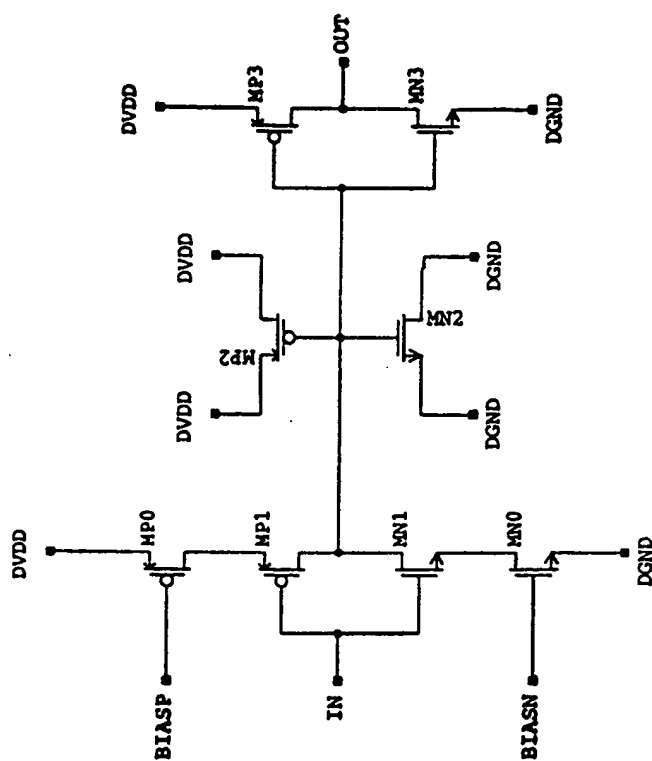 DVDD
MP0
BIASP
MP1
IN
MN1
BIASN
MN0
DGND
DVDD
DVDD
MP2
MN2
DGND
DGND
DVDD
MP3
OUT
MN3
DGND